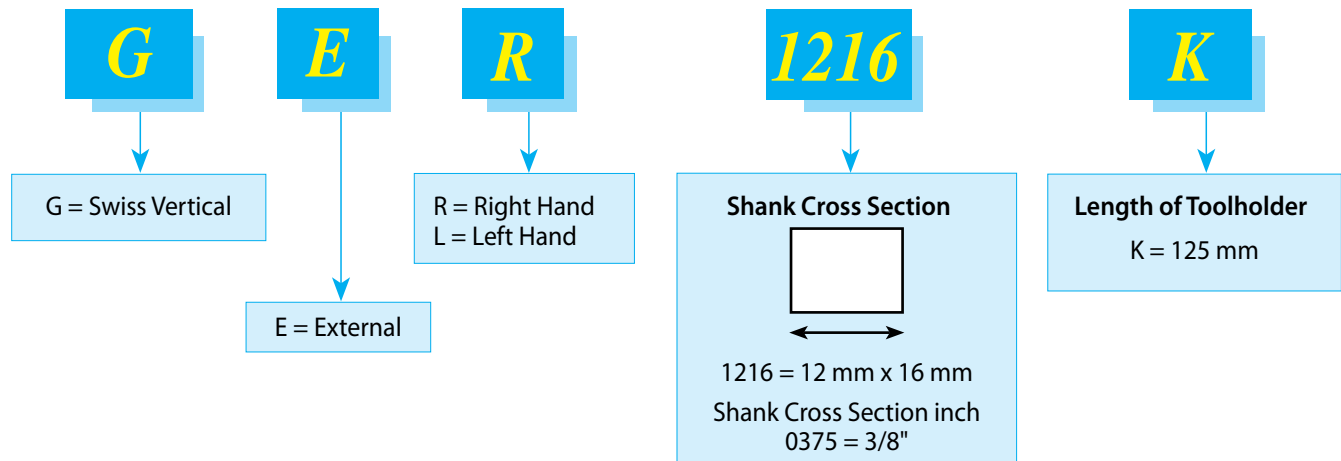 G E R 1216 K
G = Swiss Vertical
E = External
R = Right Hand
L = Left Hand
Shank Cross Section
1216 = 12 mm x 16 mm
Shank Cross Section inch
0375 = 3/8"
Length of Toolholder
K = 125 mm